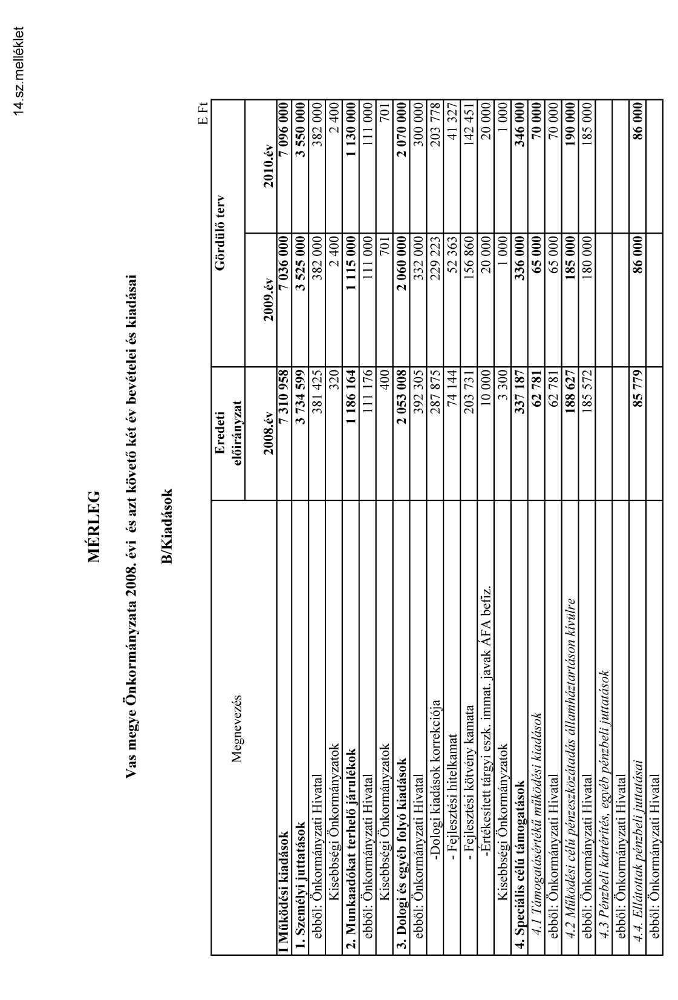 14.sz.melléklet
MÉRLEG
Vas megye Önkormányzata 2008. évi  és azt követő két év bevételei és kiadásai
B/Kiadások
E Ft
Megnevezés Eredeti előirányzat Gördülő terv
2008.év 2009.év 2010.év
I Működési kiadások 7 310 958 7 036 000 7 096 000
1. Személyi juttatások 3 734 599 3 525 000 3 550 000
ebből: Önkormányzati Hivatal 381 425 382 000 382 000
Kisebbségi Önkormányzatok 320 2 400 2 400
2. Munkaadókat terhelő járulékok 1 186 164 1 115 000 1 130 000
ebből: Önkormányzati Hivatal 111 176 111 000 111 000
Kisebbségi Önkormányzatok 400 701 701
3. Dologi és egyéb folyó kiadások 2 053 008 2 060 000 2 070 000
ebből: Önkormányzati Hivatal 392 305 332 000 300 000
-Dologi kiadások korrekciója 287 875 229 223 203 778
- Fejlesztési hitelkamat 74 144 52 363 41 327
- Fejlesztési kötvény kamata 203 731 156 860 142 451
-Értékesített tárgyi eszk. immat. javak ÁFA befiz. 10 000 20 000 20 000
Kisebbségi Önkormányzatok 3 300 1 000 1 000
4. Speciális célú támogatások 337 187 336 000 346 000
4.1 Támogatásértékű működési kiadások 62 781 65 000 70 000
ebből: Önkormányzati Hivatal 62 781 65 000 70 000
4.2 Működési célú pénzeszközátadás államháztartáson kívülre 188 627 185 000 190 000
ebből: Önkormányzati Hivatal 185 572 180 000 185 000
4.3 Pénzbeli kártérítés, egyéb pénzbeli juttatások
ebből: Önkormányzati Hivatal
4.4. Ellátottak pénzbeli juttatásai 85 779 86 000 86 000
ebből: Önkormányzati Hivatal